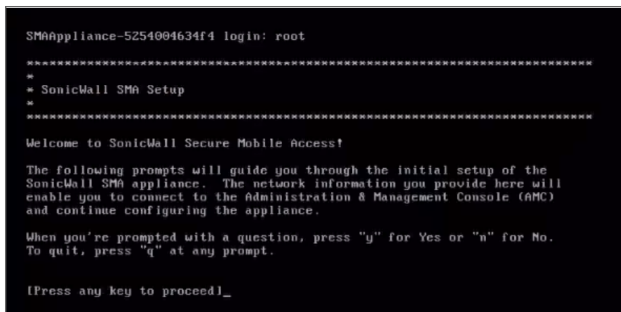 SMAAppliance-5254004634f4 login: root
**************************************************************************
*
* SonicWall SMA Setup
*
**************************************************************************
Welcome to SonicWall Secure Mobile Access!
The following prompts will guide you through the initial setup of the
SonicWall SMA appliance.  The network information you provide here will
enable you to connect to the Administration & Management Console (AMC)
and continue configuring the appliance.
When you're prompted with a question, press "y" for Yes or "n" for No.
To quit, press "q" at any prompt.
[Press any key to proceed]_